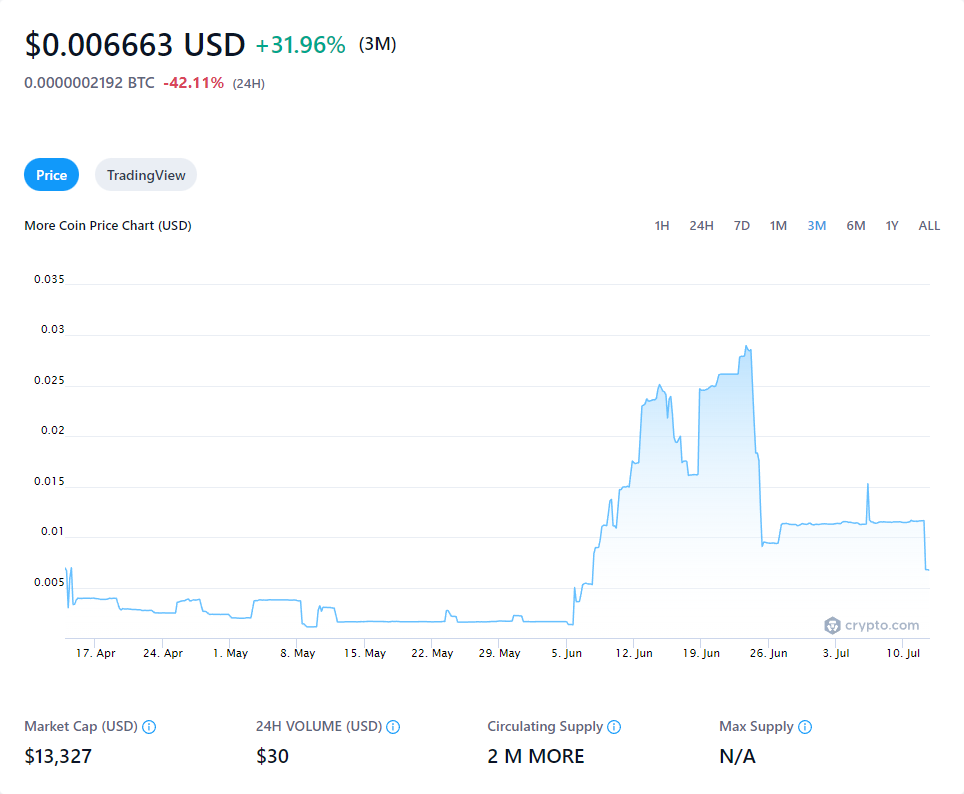 $0.006663 USD +31.96% (3M)
0.0000002192 BTC -42.11% (24H)
Price TradingView
More Coin Price Chart (USD) 1H 24H 7D 1M 3M 6M 1Y ALL
0.035
0.03
0.025
0.02
0.015
0.01
0.005
crypto.com
17. Apr 24. Apr 1. May 8. May 15. May 22. May 29. May 5. Jun 12. Jun 19. Jun 26. Jun 3. Jul 10. Jul
Market Cap (USD) 24H VOLUME (USD) Circulating Supply Max Supply
$13,327 $30 2 M MORE N/A